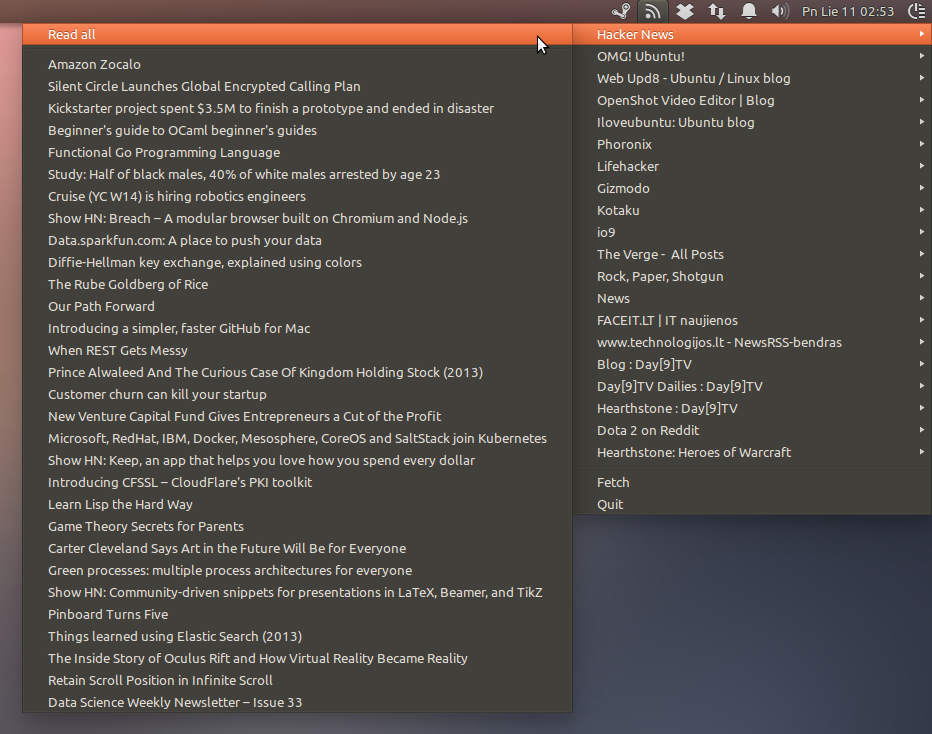 Pn Lie 11 02:53
Read all
Amazon Zocalo
Silent Circle Launches Global Encrypted Calling Plan
Kickstarter project spent $3.5M to finish a prototype and ended in disaster
Beginner's guide to OCaml beginner's guides
Functional Go Programming Language
Study: Half of black males, 40% of white males arrested by age 23
Cruise (YC W14) is hiring robotics engineers
Show HN: Breach – A modular browser built on Chromium and Node.js
Data.sparkfun.com: A place to push your data
Diffie-Hellman key exchange, explained using colors
The Rube Goldberg of Rice
Our Path Forward
Introducing a simpler, faster GitHub for Mac
When REST Gets Messy
Prince Alwaleed And The Curious Case Of Kingdom Holding Stock (2013)
Customer churn can kill your startup
New Venture Capital Fund Gives Entrepreneurs a Cut of the Profit
Microsoft, RedHat, IBM, Docker, Mesosphere, CoreOS and SaltStack join Kubernetes
Show HN: Keep, an app that helps you love how you spend every dollar
Introducing CFSSL – CloudFlare's PKI toolkit
Learn Lisp the Hard Way
Game Theory Secrets for Parents
Carter Cleveland Says Art in the Future Will Be for Everyone
Green processes: multiple process architectures for everyone
Show HN: Community-driven snippets for presentations in LaTeX, Beamer, and TikZ
Pinboard Turns Five
Things learned using Elastic Search (2013)
The Inside Story of Oculus Rift and How Virtual Reality Became Reality
Retain Scroll Position in Infinite Scroll
Data Science Weekly Newsletter – Issue 33
Hacker News
OMG! Ubuntu!
Web Upd8 - Ubuntu / Linux blog
OpenShot Video Editor | Blog
Iloveubuntu: Ubuntu blog
Phoronix
Lifehacker
Gizmodo
Kotaku
io9
The Verge -  All Posts
Rock, Paper, Shotgun
News
FACEIT.LT | IT naujienos
www.technologijos.lt - NewsRSS-bendras
Blog : Day[9]TV
Day[9]TV Dailies : Day[9]TV
Hearthstone : Day[9]TV
Dota 2 on Reddit
Hearthstone: Heroes of Warcraft
Fetch
Quit